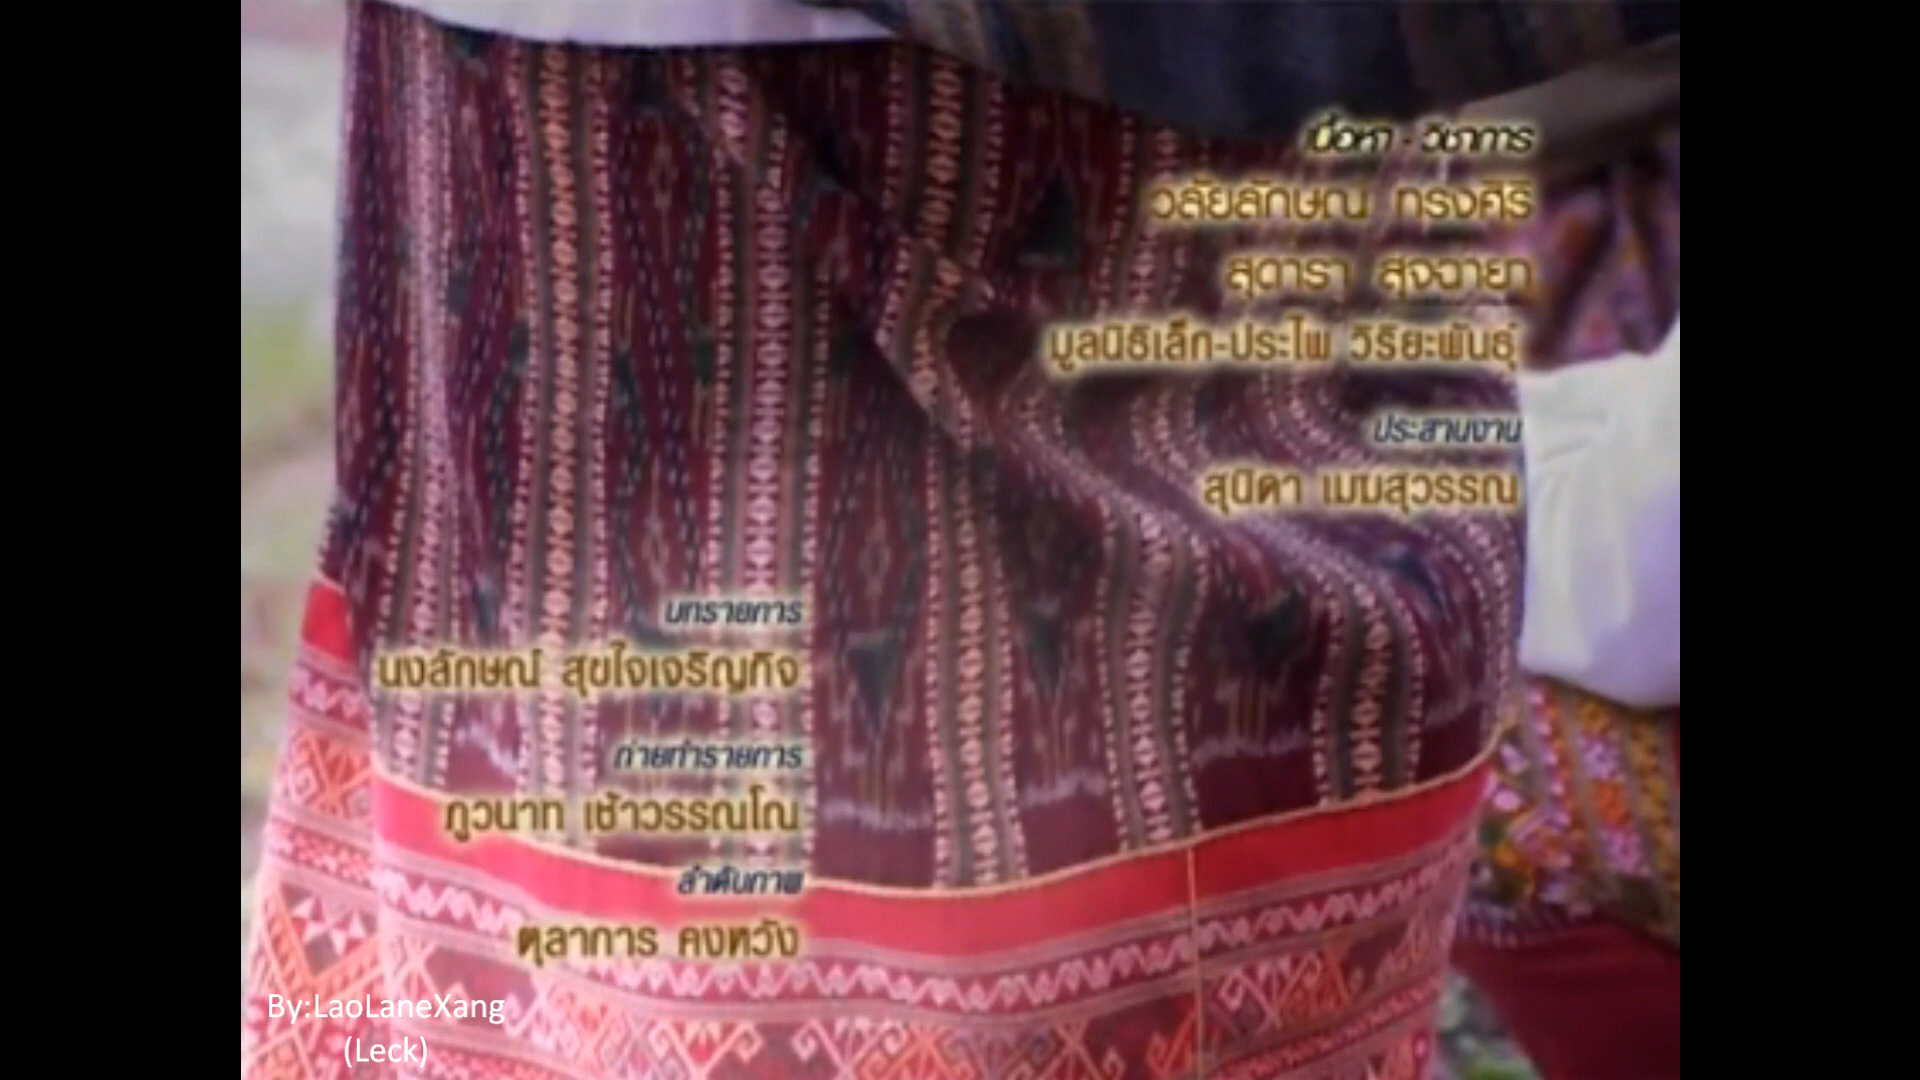 เนื้อหา - วิชาการ
วลัยลักษณ์ ทรงศิริ
สุดารา สุจฉายา
มูลนิธิเล็ก-ประไพ วิริยะพันธุ์
ประสานงาน
สุนิดา เมฆสุวรรณ
บทรายการ
นงลักษณ์ สุขใจเจริญกิจ
ถ่ายทำรายการ
ภูวนาท เช้าวรรณโณ
ลำดับภาพ
ตุลาการ คงหวัง
By:LaoLaneXang
(Leck)